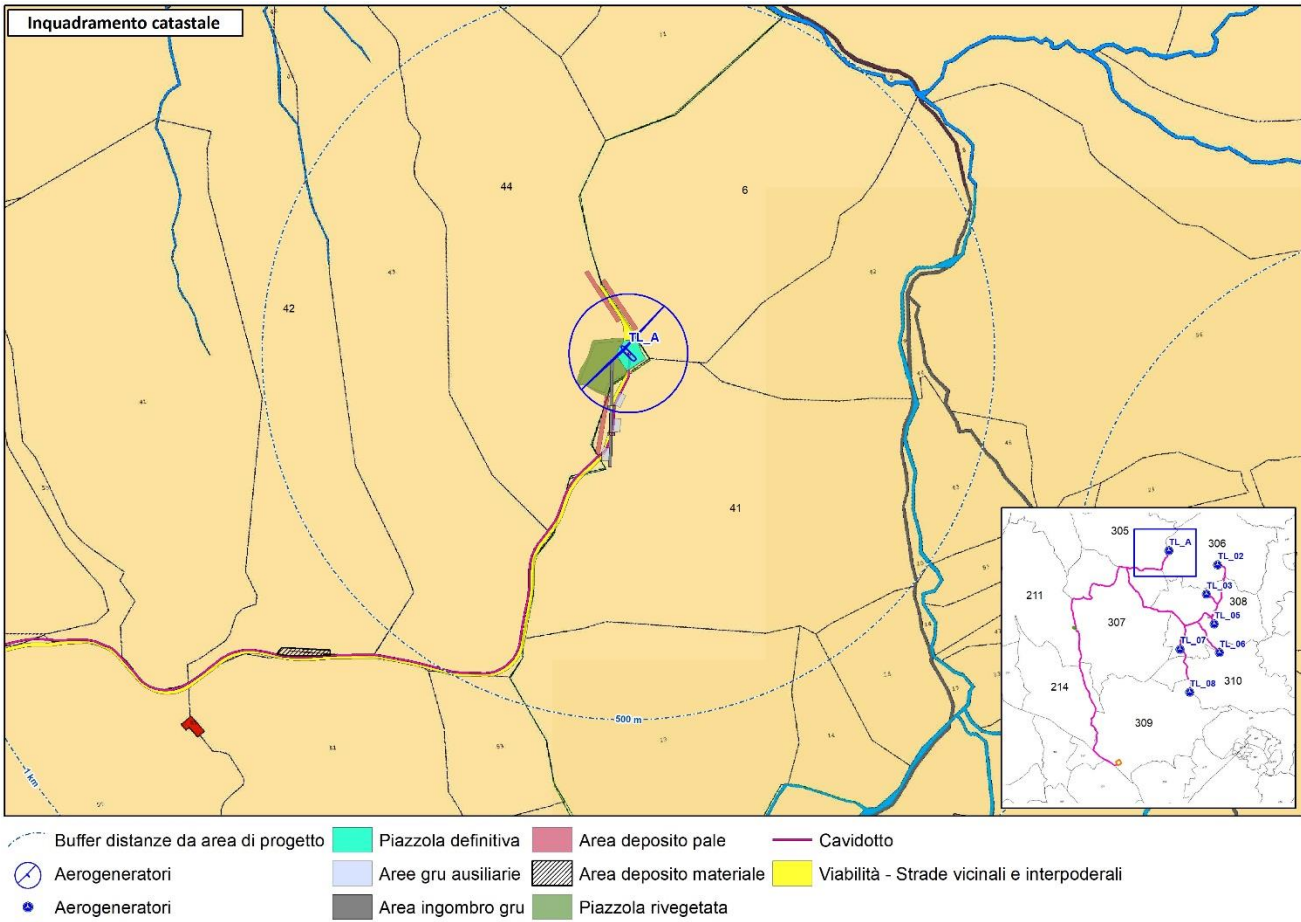 Inquadramento catastale
44
6
42
TL_A
41
500 m
1 km
305
306
TL_A
TL_02
TL_03
211
308
307
TL_05
TL_07
TL_06
214
310
TL_08
309
Buffer distanze da area di progetto
Piazzola definitiva
Area deposito pale
Cavidotto
Aerogeneratori
Aree gru ausiliarie
Area deposito materiale
Viabilità - Strade vicinali e interpoderali
Aerogeneratori
Area ingombro gru
Piazzola rivegetata